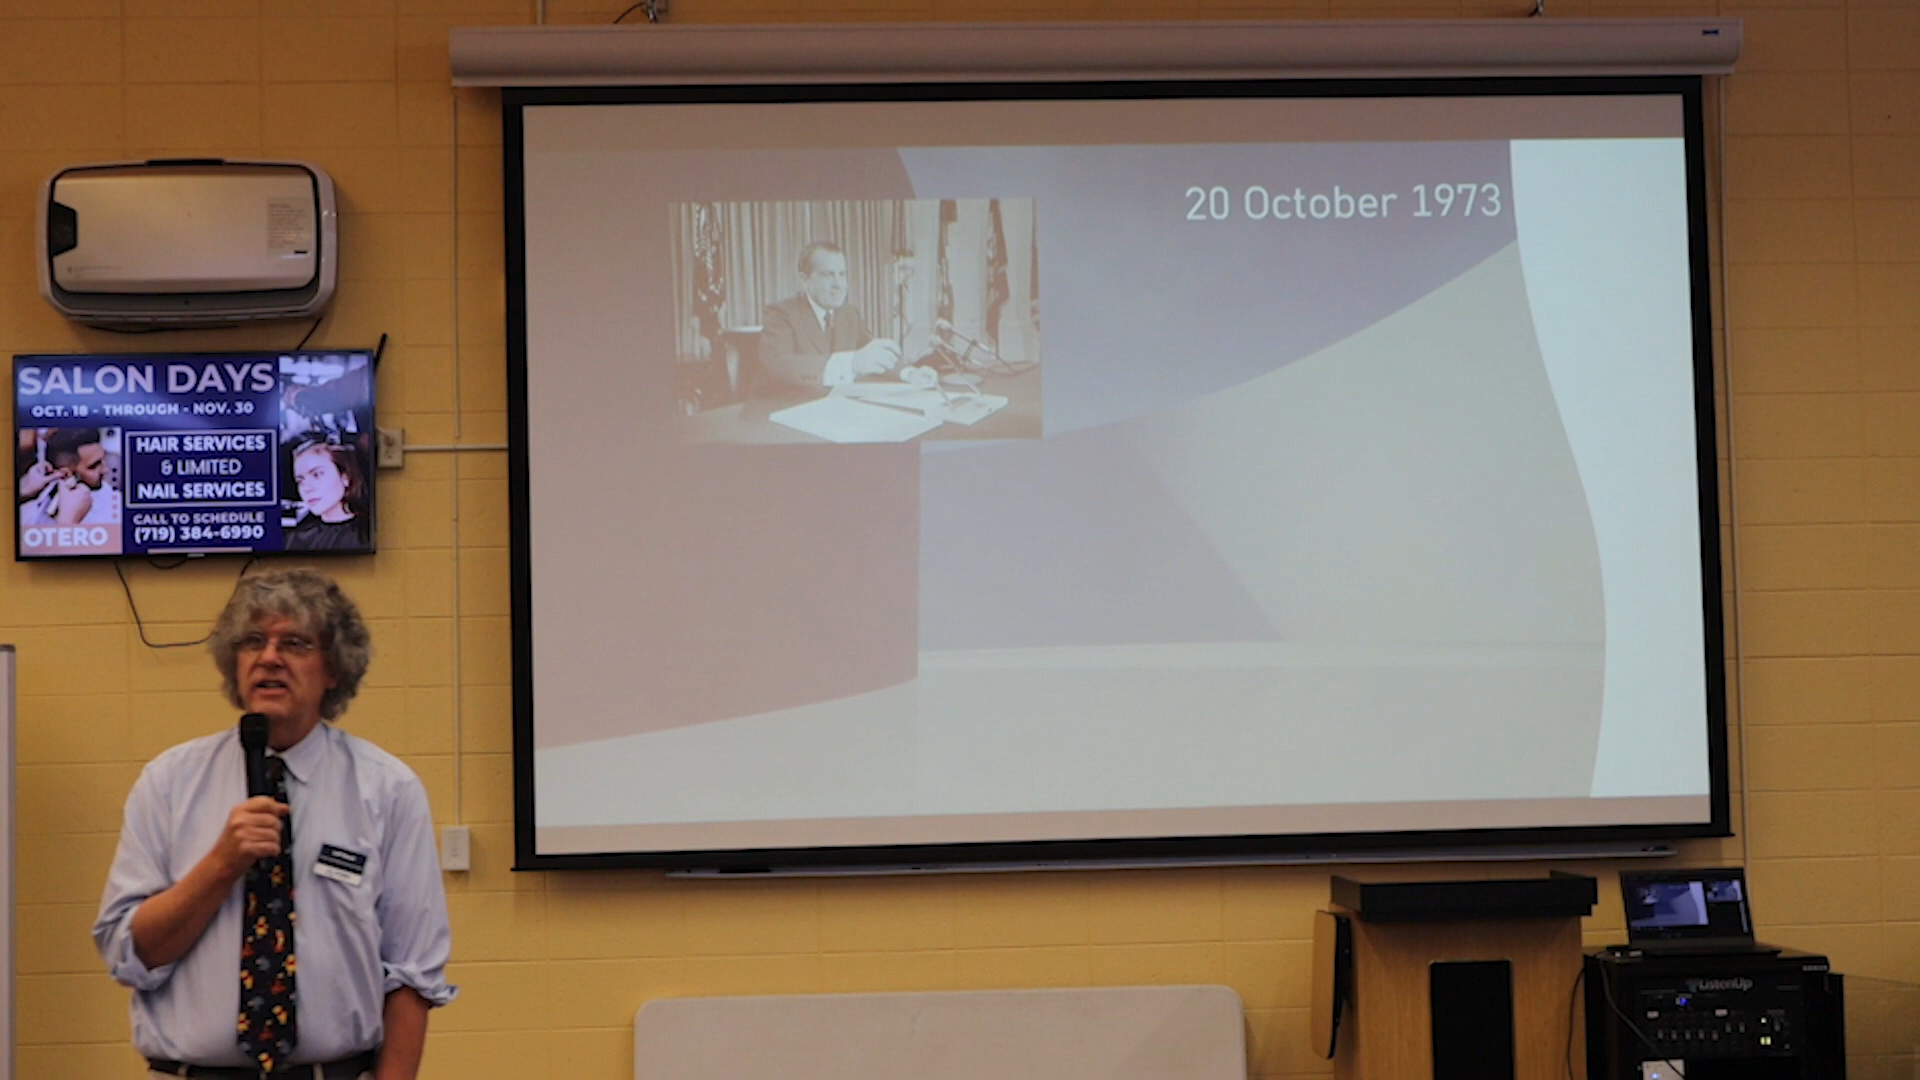 20 October 1973
SALON DAYS
OCT. 18 - THROUGH - NOV. 30
HAIR SERVICES
& LIMITED
NAIL SERVICES
CALL TO SCHEDULE
(719) 384-6990
OTERO
ListenUp